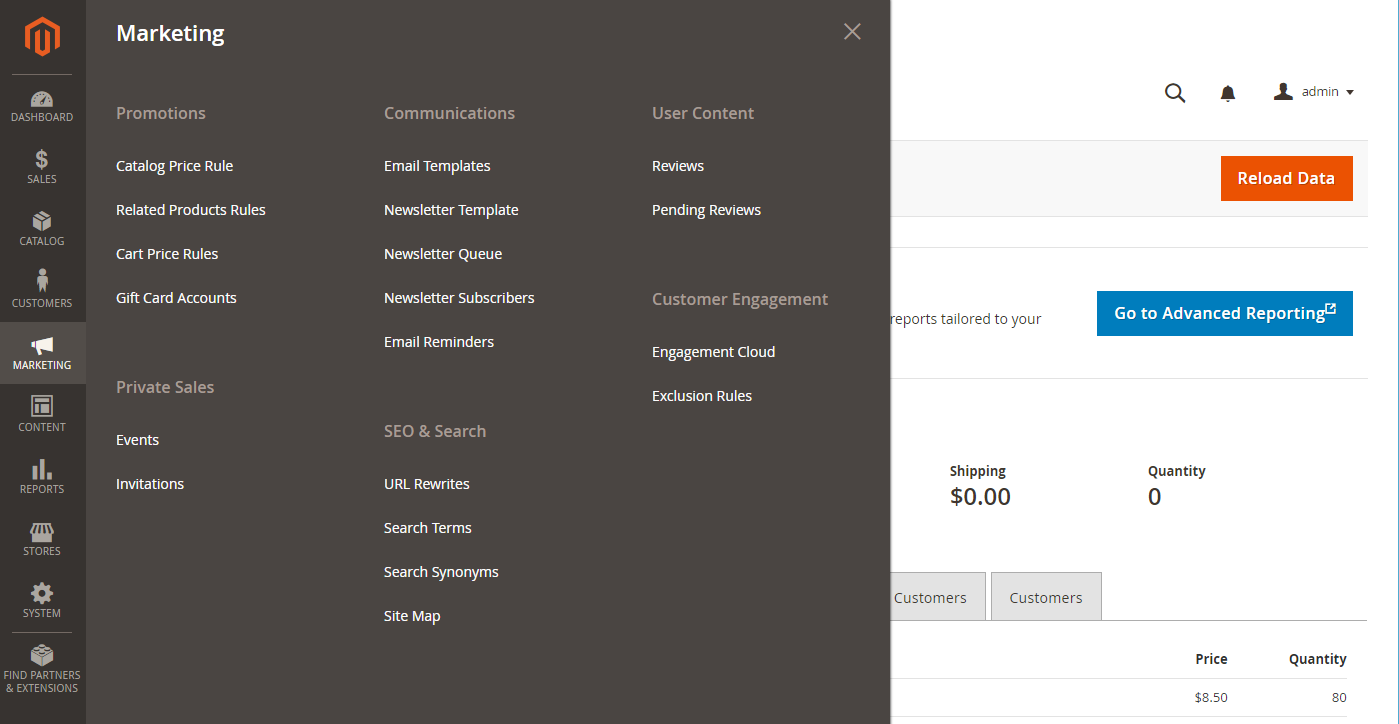 DASHBOARD
SALES
CATALOG
CUSTOMERS
MARKETING
CONTENT
REPORTS
STORES
SYSTEM
FIND PARTNERS
& EXTENSIONS
Marketing
Promotions
Catalog Price Rule
Related Products Rules
Cart Price Rules
Gift Card Accounts
Private Sales
Events
Invitations
Communications
Email Templates
Newsletter Template
Newsletter Queue
Newsletter Subscribers
Email Reminders
SEO & Search
URL Rewrites
Search Terms
Search Synonyms
Site Map
User Content
Reviews
Pending Reviews
Customer Engagement
Engagement Cloud
Exclusion Rules
admin
Reload Data
reports tailored to your
Go to Advanced Reporting
Shipping
$0.00
Quantity
0
Customers
Customers
Price Quantity
$8.50 80